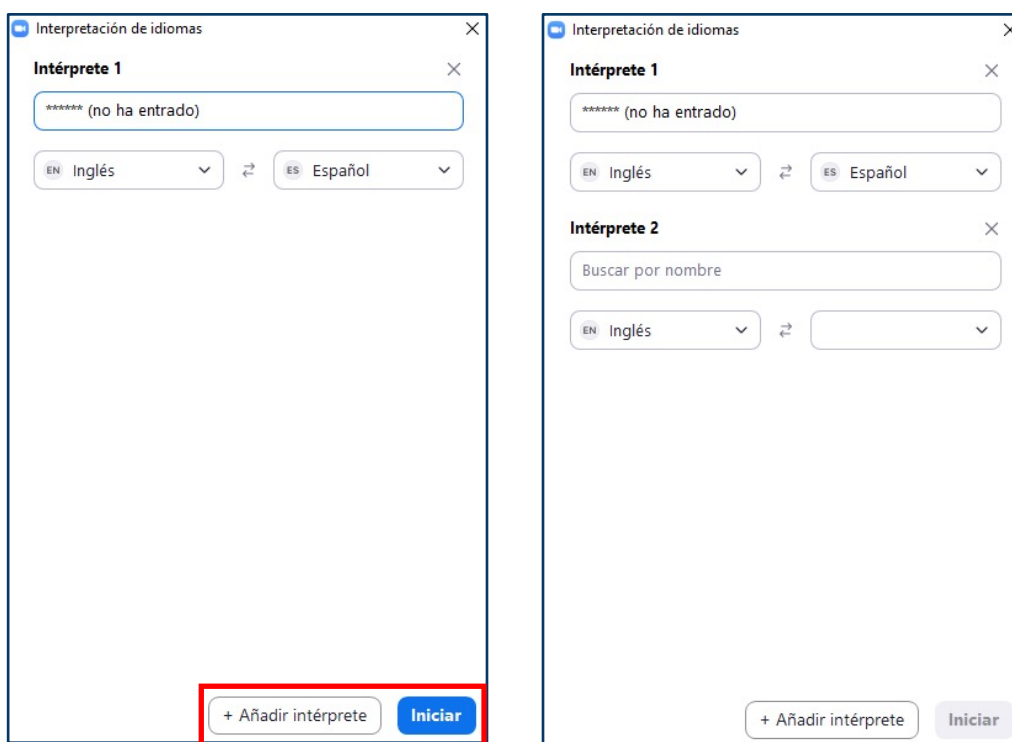 Interpretación de idiomas
Intérprete 1
****** (no ha entrado)
EN Inglés ES Español
+ Añadir intérprete Iniciar
Interpretación de idiomas
Intérprete 1
****** (no ha entrado)
EN Inglés ES Español
Intérprete 2
Buscar por nombre
EN Inglés
+ Añadir intérprete Iniciar